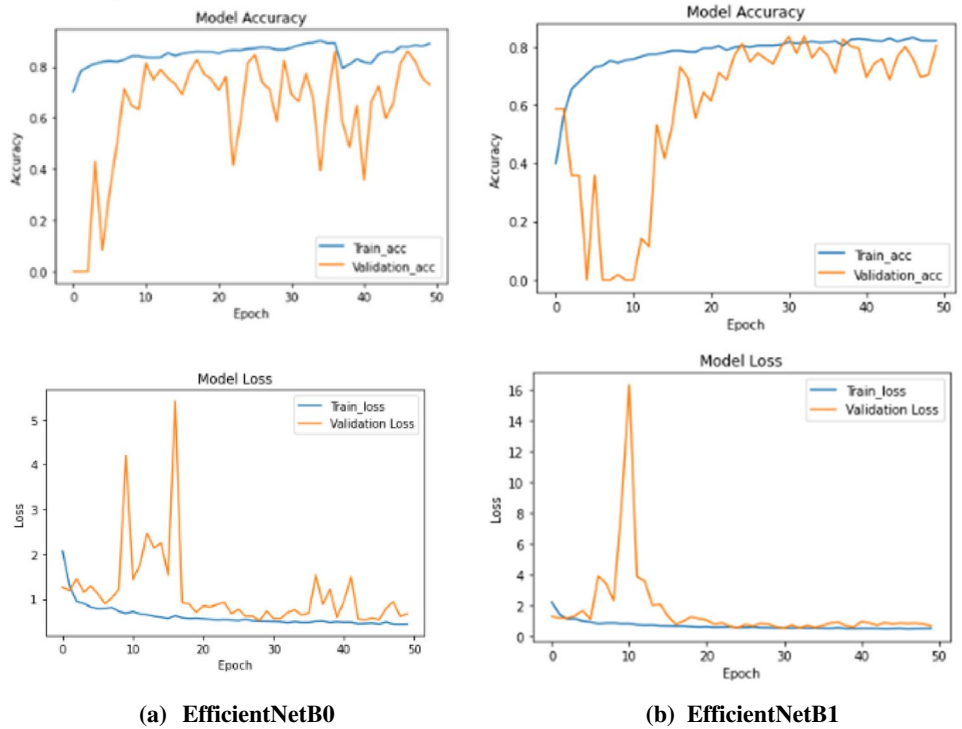 Model Accuracy
Accuracy
0.8
0.6
0.4
0.2
0.0
Train_acc
Validation_acc
0 10 20 30 40 50
Epoch
Model Accuracy
Accuracy
0.8
0.6
0.4
0.2
0.0
Train_acc
Validation_acc
0 10 20 30 40 50
Epoch
Model Loss
Loss
5
4
3
2
1
Train_loss
Validation Loss
0 10 20 30 40 50
Epoch
Model Loss
Loss
16
14
12
10
8
6
4
2
0
Train_loss
Validation Loss
0 10 20 30 40 50
Epoch
(a) EfficientNetB0
(b) EfficientNetB1